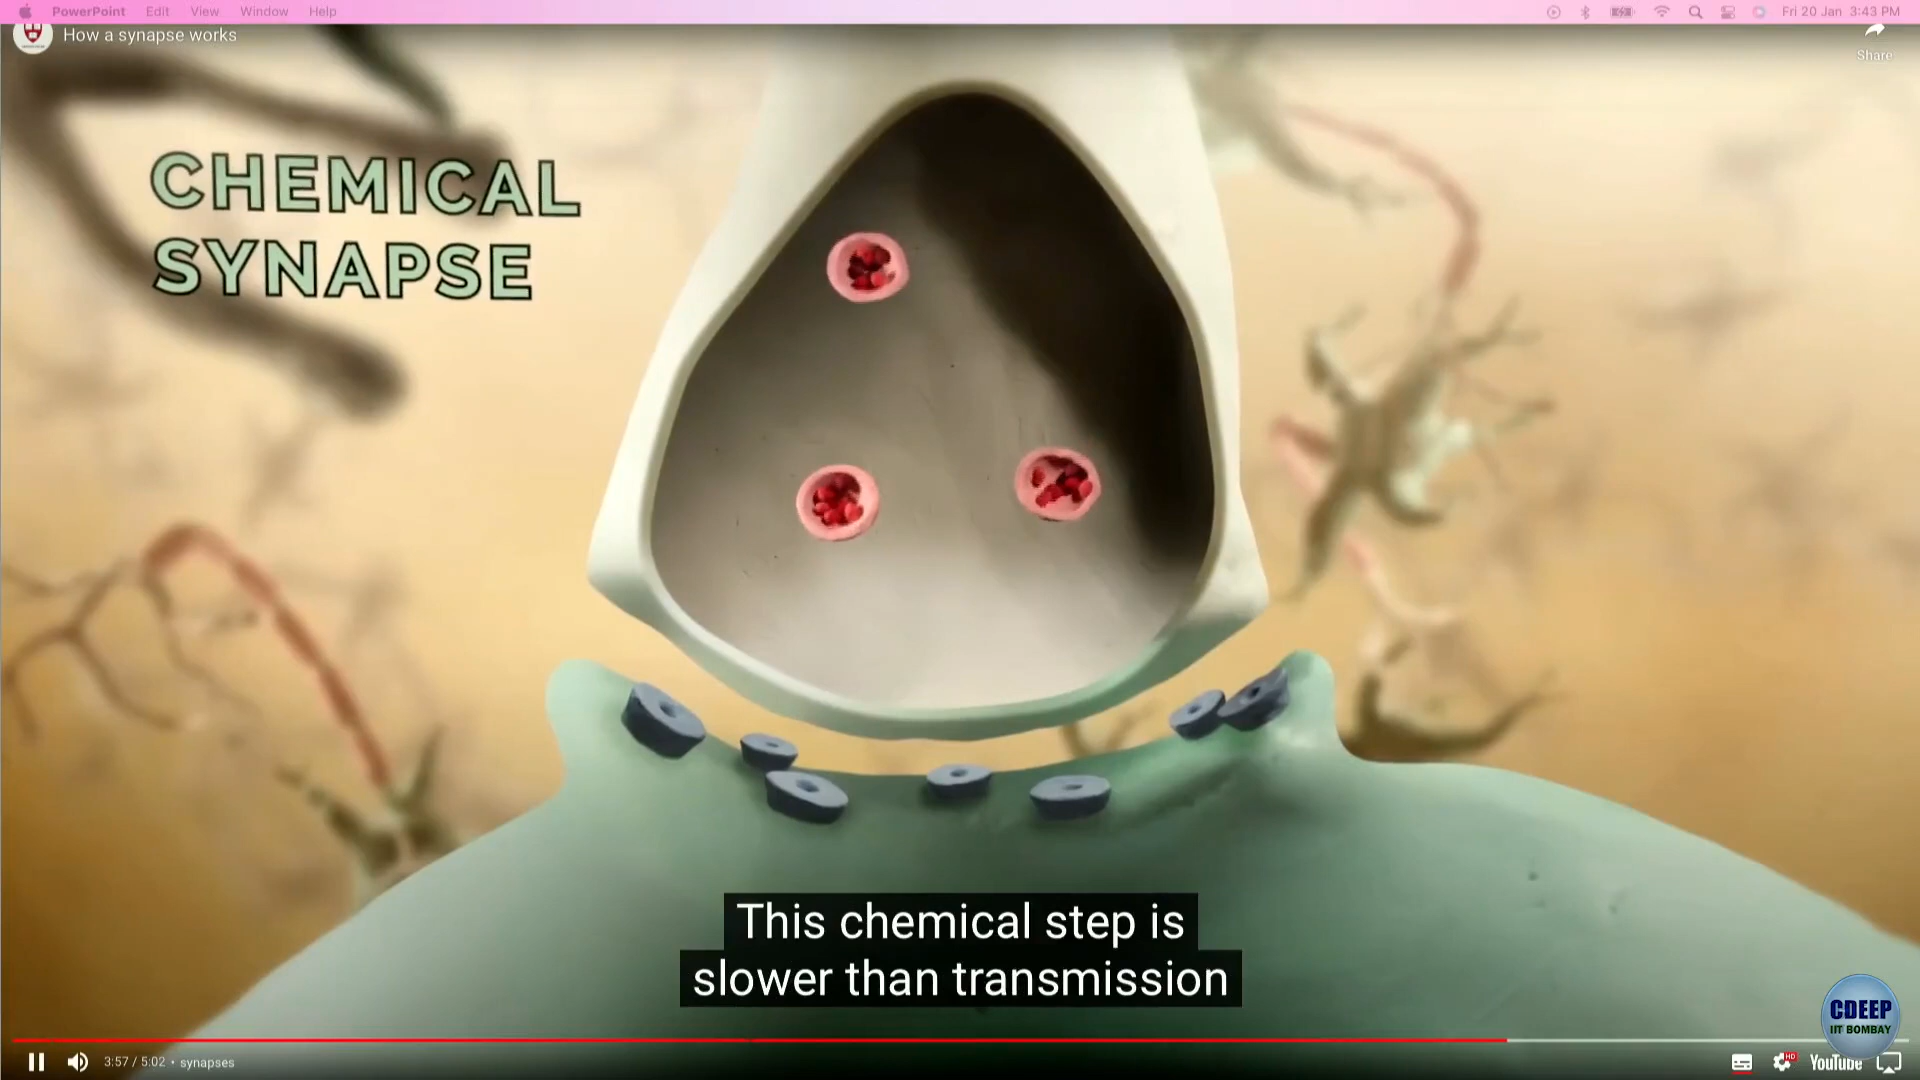 PowerPoint Edit View Window Help Fri 20 Jan 3:43 PM
How a synapse works
Share
CHEMICAL
SYNAPSE
This chemical step is
slower than transmission
CDEEP
IIT BOMBAY
3:57 / 5:02 • synapses
HD
YouTube